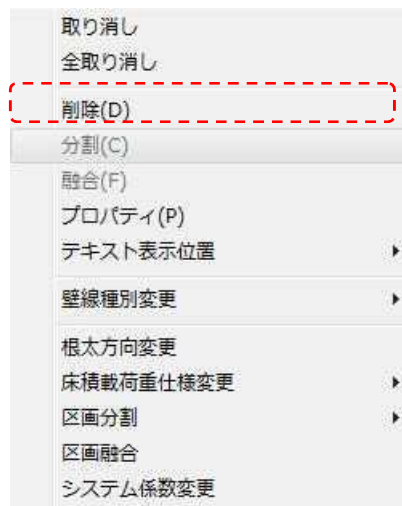 取り消し
全取り消し
削除(D)
分割(C)
融合(F)
プロパティ(P)
テキスト表示位置
壁線種別変更
根太方向変更
床積載荷重仕様変更
区画分割
区画融合
システム係数変更